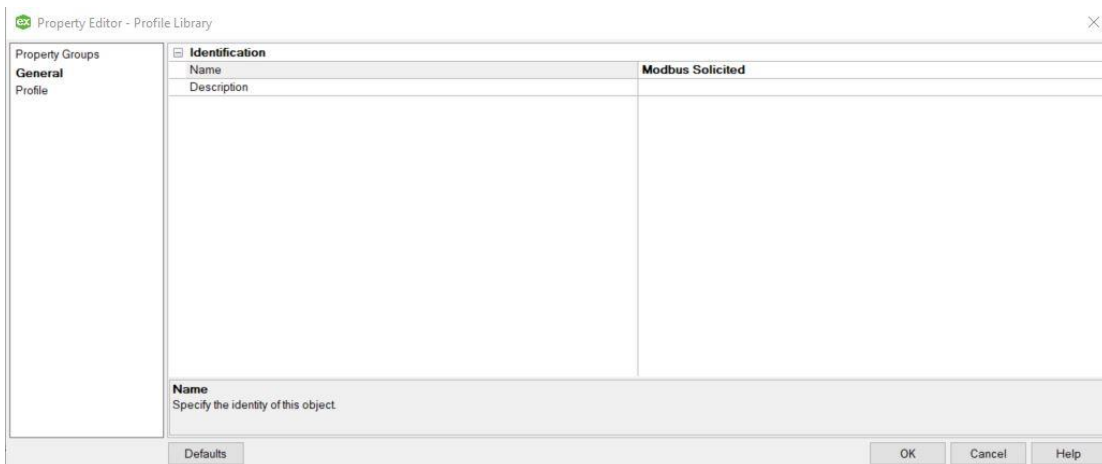 ex Property Editor - Profile Library
Property Groups
General
Profile
Identification
Name Modbus Solicited
Description
Name
Specify the identity of this object.
Defaults OK Cancel Help